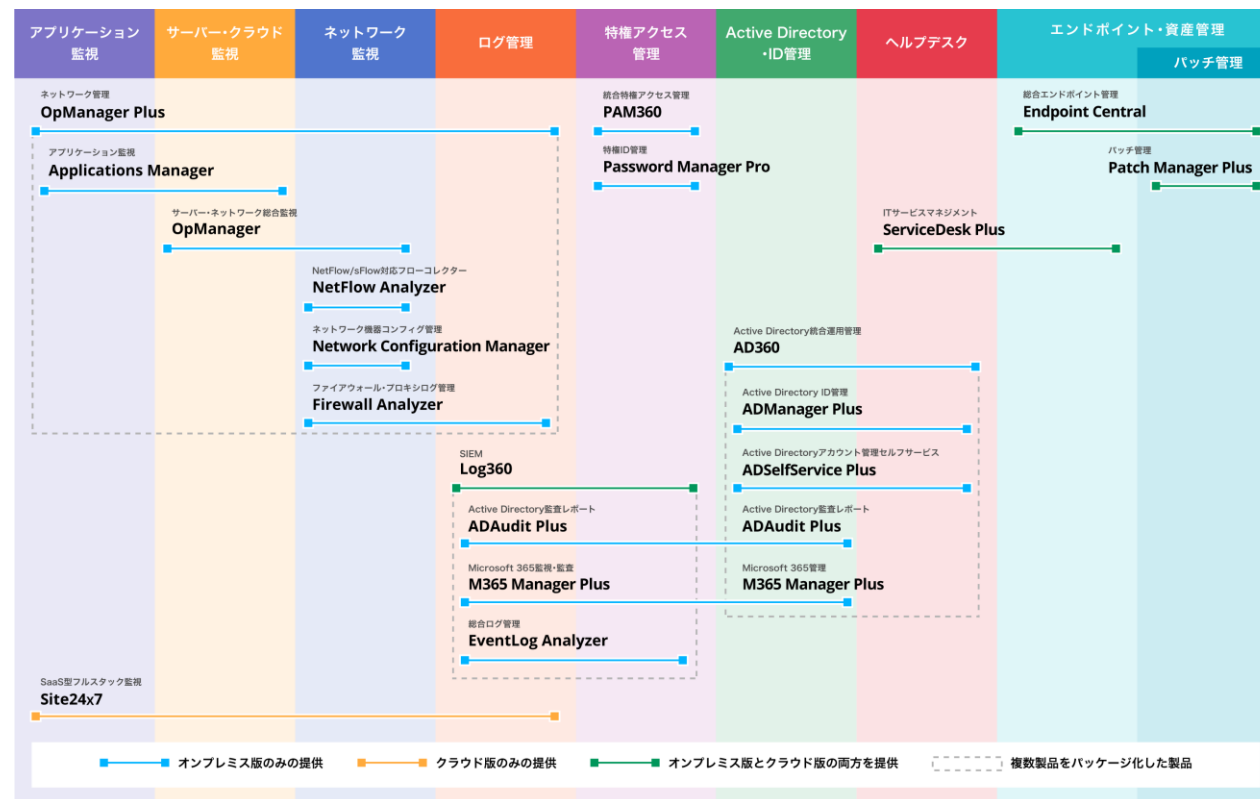 アプリケーション
監視
サーバー・クラウド
監視
ネットワーク
監視
ログ管理
特権アクセス
管理
Active Directory
・ID管理
ヘルプデスク
エンドポイント・資産管理
パッチ管理
ネットワーク管理
OpManager Plus
統合特権アクセス管理
PAM360
総合エンドポイント管理
Endpoint Central
アプリケーション監視
Applications Manager
特権ID管理
Password Manager Pro
パッチ管理
Patch Manager Plus
サーバー・ネットワーク総合監視
OpManager
ITサービスマネジメント
ServiceDesk Plus
NetFlow/sFlow対応フローコレクター
NetFlow Analyzer
ネットワーク機器コンフィグ管理
Network Configuration Manager
Active Directory統合運用管理
AD360
ファイアウォール・プロキシログ管理
Firewall Analyzer
Active Directory ID管理
ADManager Plus
SIEM
Log360
Active Directoryアカウント管理セルフサービス
ADSelfService Plus
Active Directory監査レポート
ADAudit Plus
Active Directory監査レポート
ADAudit Plus
Microsoft 365監視・監査
M365 Manager Plus
Microsoft 365管理
M365 Manager Plus
総合ログ管理
EventLog Analyzer
SaaS型フルスタック監視
Site24x7
オンプレミス版のみの提供
クラウド版のみの提供
オンプレミス版とクラウド版の両方を提供
複数製品をパッケージ化した製品